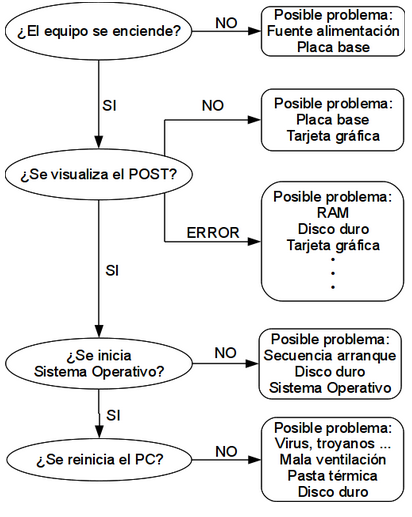 ¿El equipo se enciende?
NO
Posible problema:
Fuente alimentación
Placa base
SI
NO
Posible problema:
Placa base
Tarjeta gráfica
¿Se visualiza el POST?
ERROR
Posible problema:
RAM
Disco duro
Tarjeta gráfica
.
.
.
SI
¿Se inicia
Sistema Operativo?
NO
Posible problema:
Secuencia arranque
Disco duro
Sistema Operativo
SI
¿Se reinicia el PC?
NO
Posible problema:
Virus, troyanos ...
Mala ventilación
Pasta térmica
Disco duro